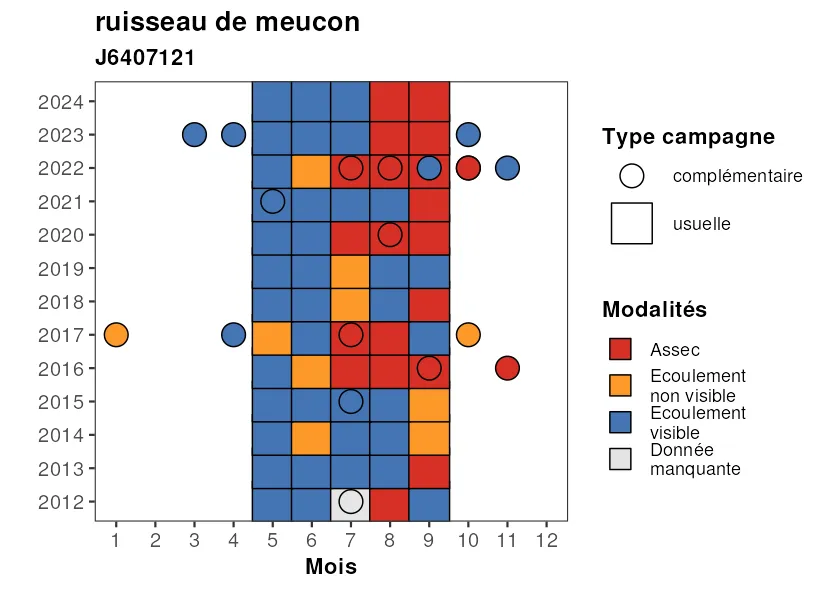 ruisseau de meucon
J6407121
2024
2023
2022
2021
2020
2019
2018
2017
2016
2015
2014
2013
2012
1 2 3 4 5 6 7 8 9 10 11 12
Mois
Type campagne
complémentaire
usuelle
Modalités
Assec
Ecoulement
non visible
Ecoulement
visible
Donnée
manquante